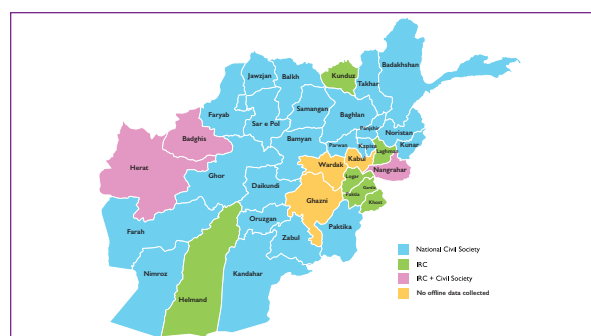 Badakhshan
Kunduz
Jawzjan
Balkh
Takhar
Samangan
Faryab
Baghlan
Sar e Pol
Panjshir
Noristan
Badghis
Bamyan
Parwan
Kapisa
Kunar
Laghman
Herat
Kabul
Wardak
Nangrahar
Ghor
Logar
Daikundi
Paktia
Ghazni
Khost
Oruzgan
Paktika
Farah
Zabul
Nimroz
Kandahar
Helmand
National Civil Society
IRC
IRC + Civil Society
No offline data collected